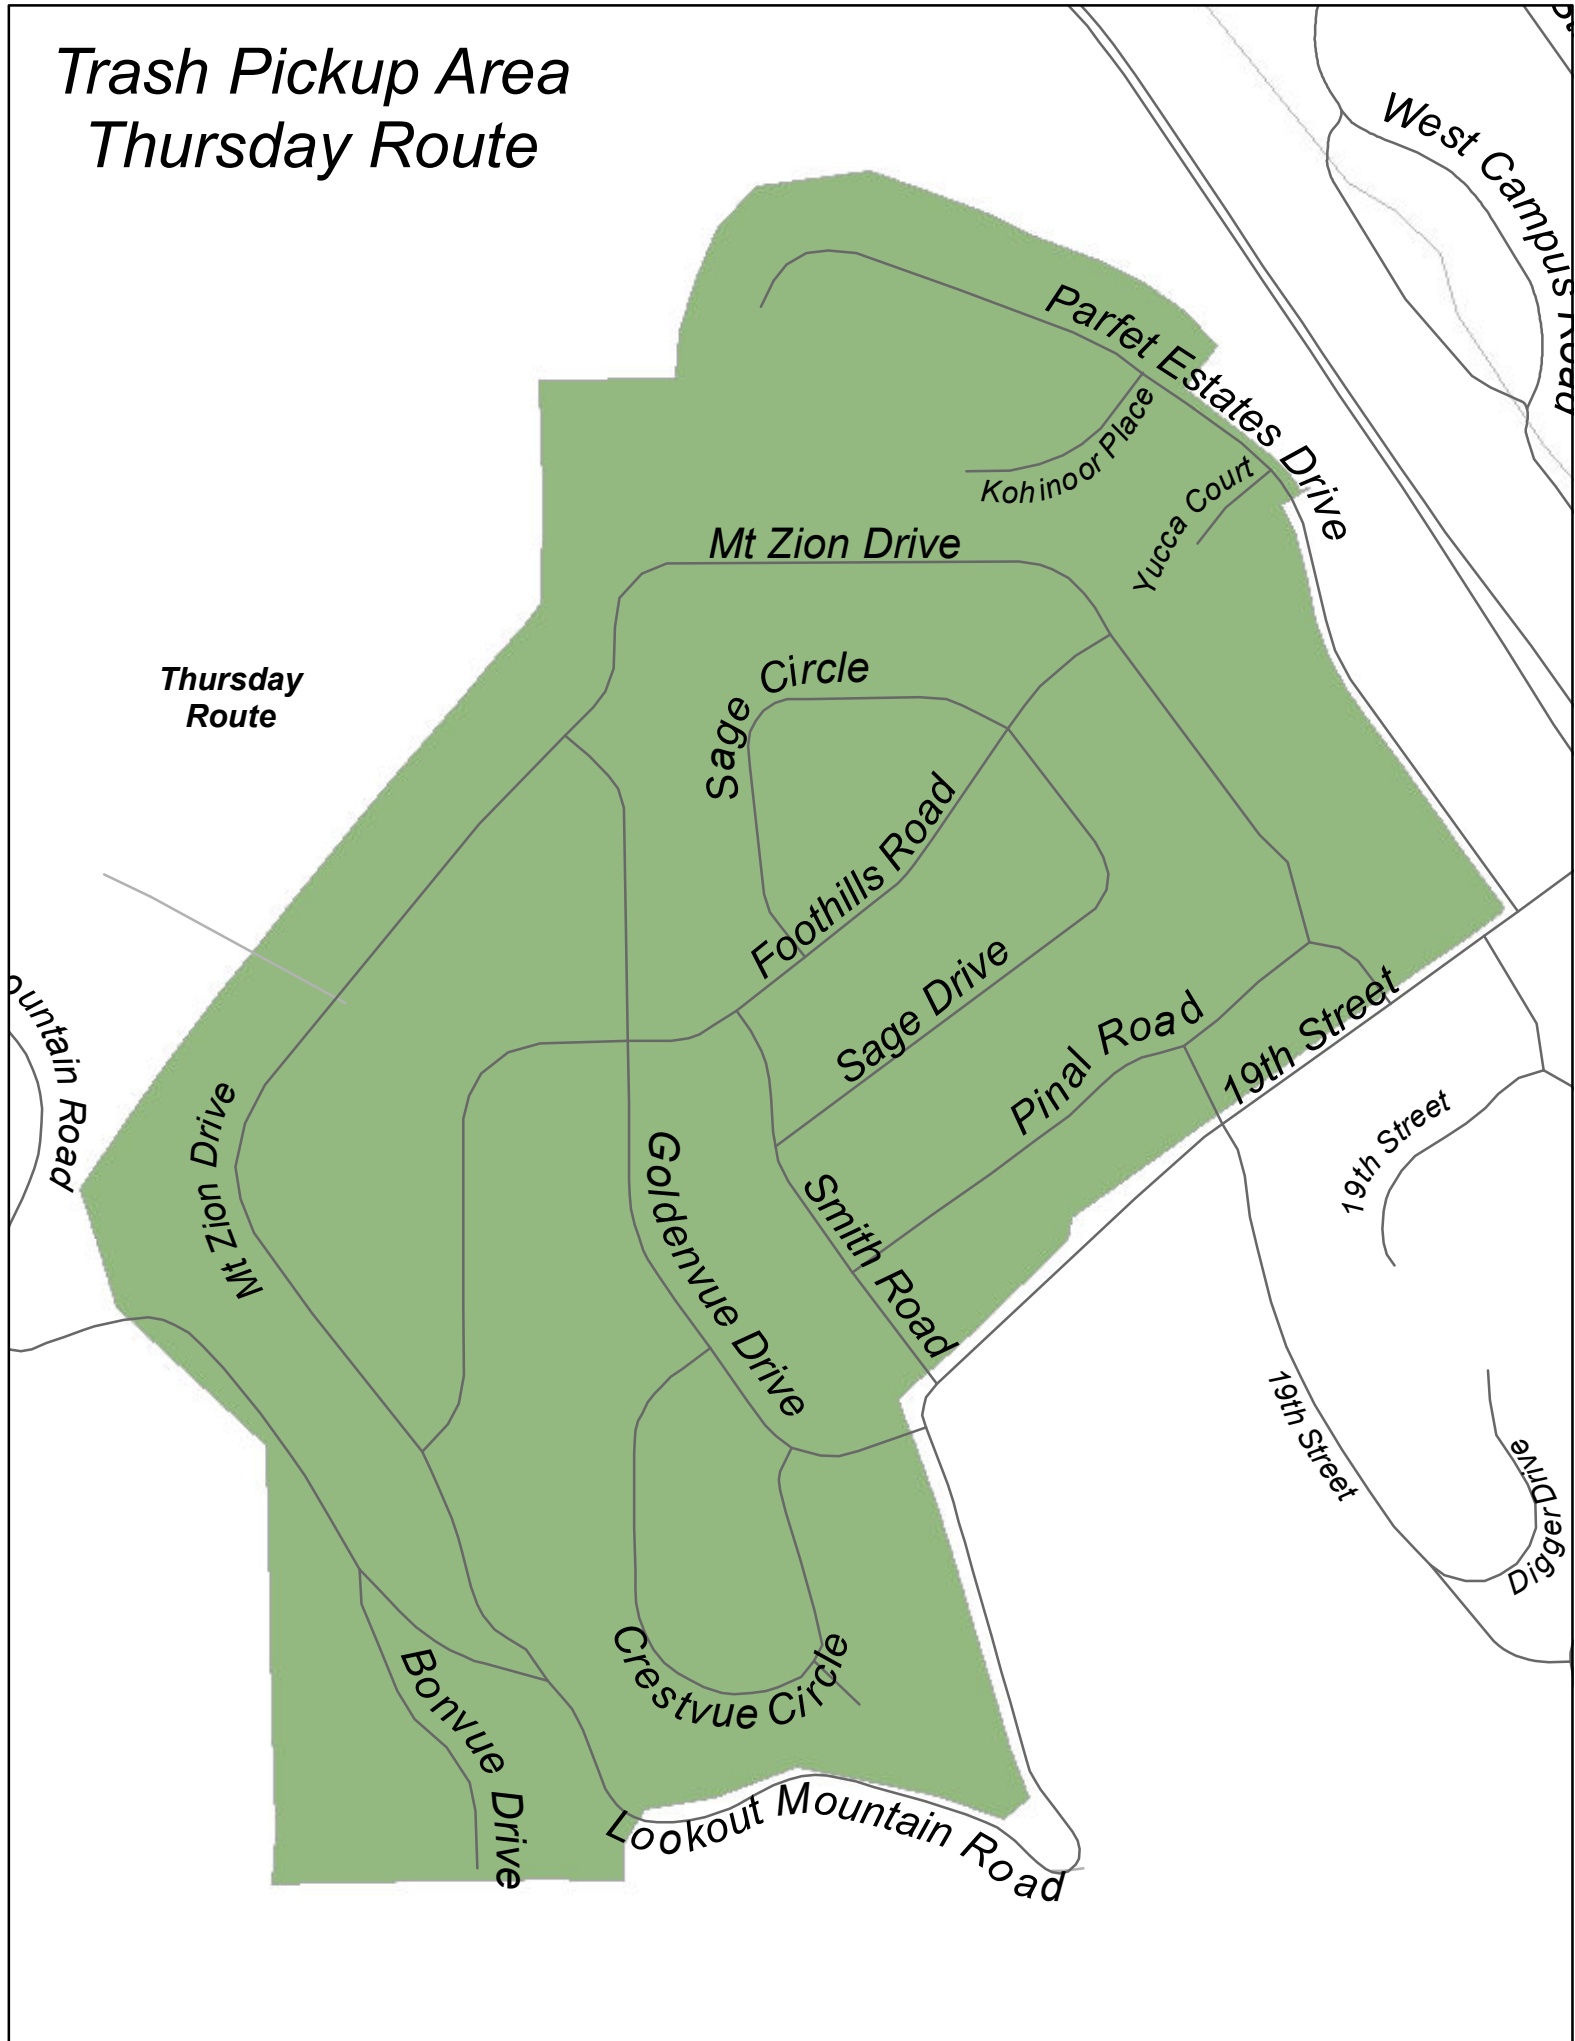 Trash Pickup Area
Thursday Route
West Campus Road
Parfet Estates Drive
Kohinoor Place
Yucca Court
Mt Zion Drive
Thursday
Route
Sage Circle
Foothills Road
Sage Drive
Pinal Road
19th Street
ountain Road
Mt Zion Drive
Goldenvue Drive
Smith Road
19th Street
19th Street
Digger Drive
Crestvue Circle
Bonvue Drive
Lookout Mountain Road